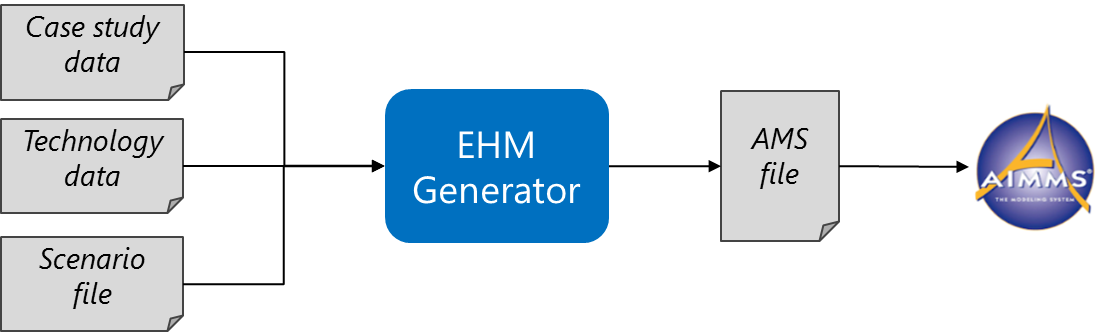 Case study
data
Technology
data
Scenario
file
EHM
Generator
AMS
file
AIMMS®
THE MODELING SYSTEM